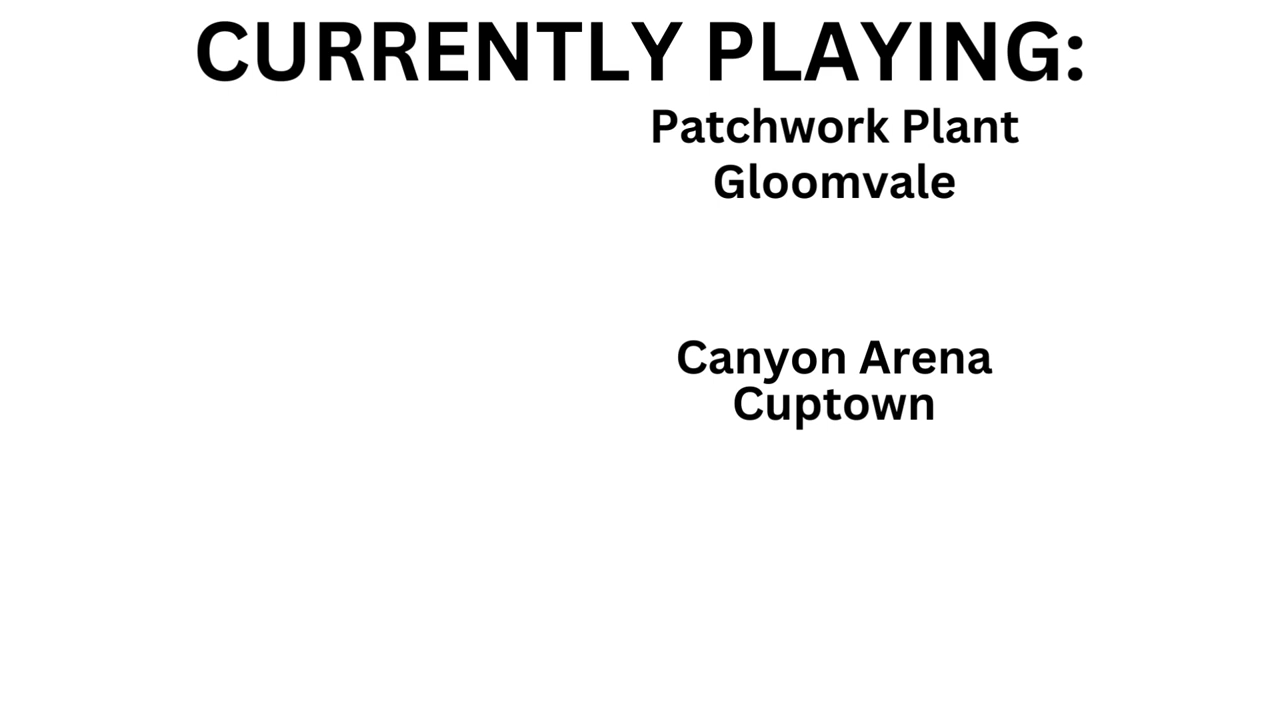 CURRENTLY PLAYING:
Patchwork Plant
Gloomvale
Canyon Arena
Cuptown